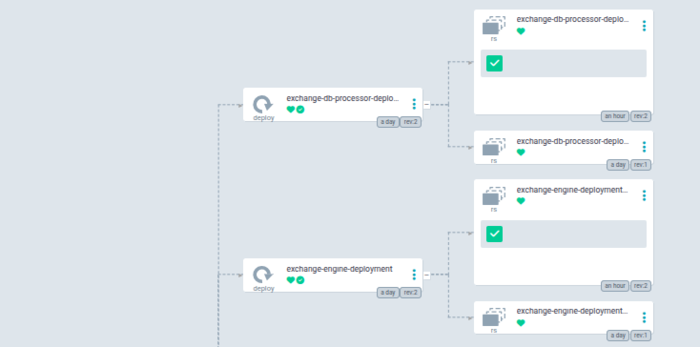 exchange-db-processor-deplo...
rs
an hour
rev:2
exchange-db-processor-deplo...
deploy
a day
rev:2
exchange-db-processor-deplo...
rs
a day
rev:1
exchange-engine-deployment...
rs
an hour
rev:2
exchange-engine-deployment
deploy
a day
rev:2
exchange-engine-deployment...
rs
a day
rev:1